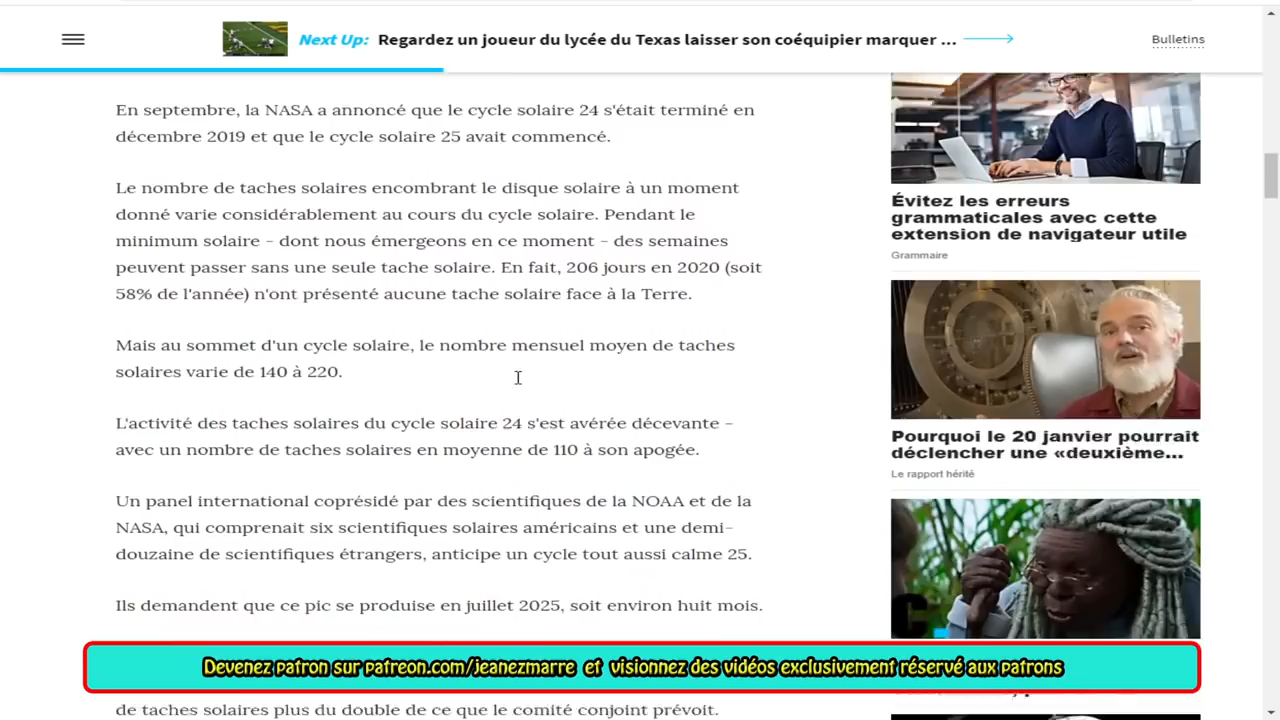 Next Up: Regardez un joueur du lycée du Texas laisser son coéquipier marquer ...
Bulletins
En septembre, la NASA a annoncé que le cycle solaire 24 s'était terminé en
décembre 2019 et que le cycle solaire 25 avait commencé.
Le nombre de taches solaires encombrant le disque solaire à un moment
donné varie considérablement au cours du cycle solaire. Pendant le
minimum solaire - dont nous émergeons en ce moment - des semaines
peuvent passer sans une seule tache solaire. En fait, 206 jours en 2020 (soit
58% de l'année) n'ont présenté aucune tache solaire face à la Terre.
Mais au sommet d'un cycle solaire, le nombre mensuel moyen de taches
solaires varie de 140 à 220.
L'activité des taches solaires du cycle solaire 24 s'est avérée décevante -
avec un nombre de taches solaires en moyenne de 110 à son apogée.
Un panel international coprésidé par des scientifiques de la NOAA et de la
NASA, qui comprenait six scientifiques solaires américains et une demi-
douzaine de scientifiques étrangers, anticipe un cycle tout aussi calme 25.
Ils demandent que ce pic se produise en juillet 2025, soit environ huit mois.
de taches solaires plus du double de ce que le comité conjoint prévoit.
Évitez les erreurs
grammaticales avec cette
extension de navigateur utile
Grammaire
Pourquoi le 20 janvier pourrait
déclencher une «deuxième...
Le rapport hérité
Devenez patron sur patreon.com/jeanezmarre et visionnez des vidéos exclusivement réservé aux patrons